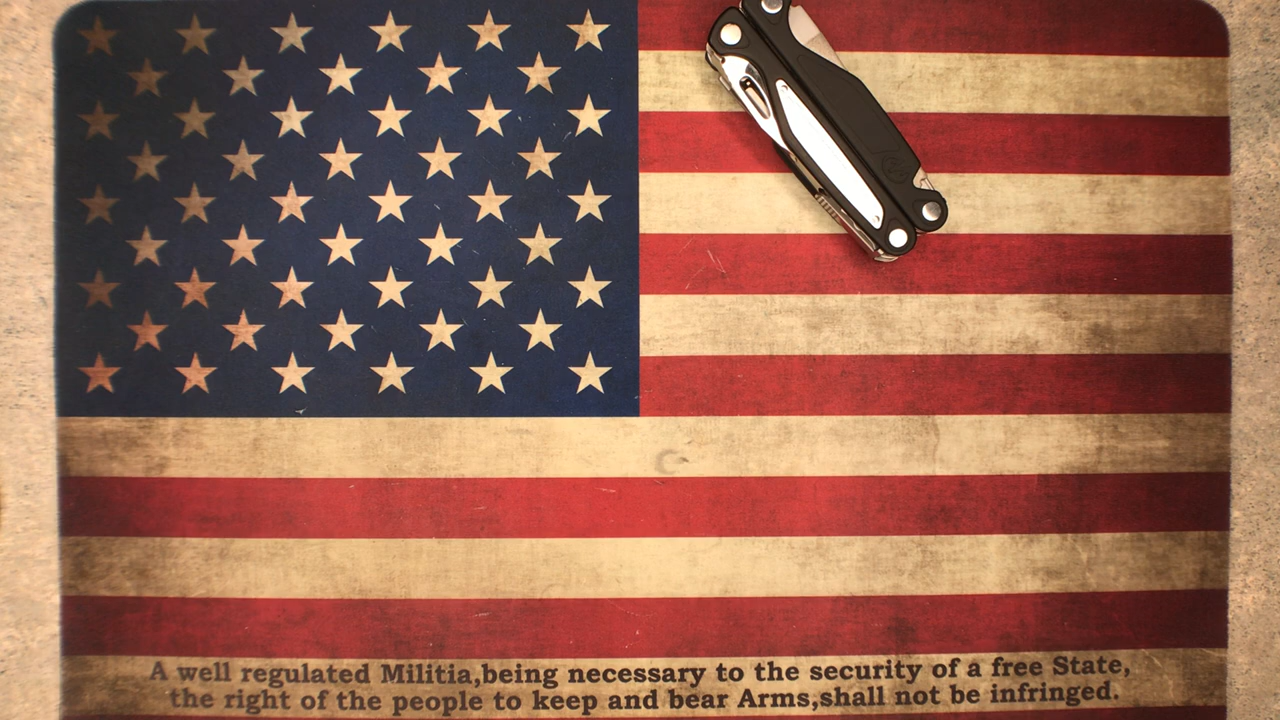 A well regulated Militia,being necessary to the security of a free State,
the right of the people to keep and bear Arms,shall not be infringed.